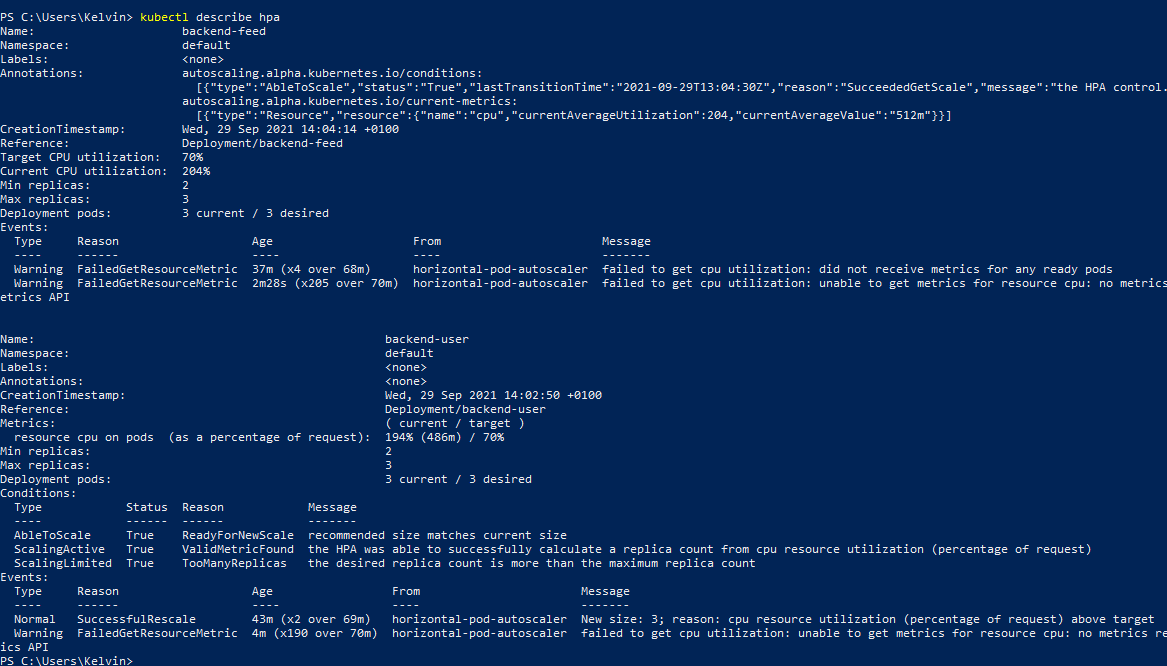 PS C:\Users\Kelvin> kubectl describe hpa
Name:                     backend-feed
Namespace:                default
Labels:                   <none>
Annotations:              autoscaling.alpha.kubernetes.io/conditions:
                            [{"type":"AbleToScale","status":"True","lastTransitionTime":"2021-09-29T13:04:30Z","reason":"SucceededGetScale","message":"the HPA control.
                          autoscaling.alpha.kubernetes.io/current-metrics:
                            [{"type":"Resource","resource":{"name":"cpu","currentAverageUtilization":204,"currentAverageValue":"512m"}}]
CreationTimestamp:        Wed, 29 Sep 2021 14:04:14 +0100
Reference:                Deployment/backend-feed
Target CPU utilization:   70%
Current CPU utilization:  204%
Min replicas:             2
Max replicas:             3
Deployment pods:          3 current / 3 desired
Events:
  Type     Reason                   Age                    From                       Message
  ----     ------                   ----                   ----                       -------
  Warning  FailedGetResourceMetric  37m (x4 over 68m)      horizontal-pod-autoscaler  failed to get cpu utilization: did not receive metrics for any ready pods
  Warning  FailedGetResourceMetric  2m28s (x205 over 70m)  horizontal-pod-autoscaler  failed to get cpu utilization: unable to get metrics for resource cpu: no metrics
etrics API
Name:                                                  backend-user
Namespace:                                             default
Labels:                                                <none>
Annotations:                                           <none>
CreationTimestamp:                                     Wed, 29 Sep 2021 14:02:50 +0100
Reference:                                             Deployment/backend-user
Metrics:                                               ( current / target )
  resource cpu on pods  (as a percentage of request):  194% (486m) / 70%
Min replicas:                                          2
Max replicas:                                          3
Deployment pods:                                       3 current / 3 desired
Conditions:
  Type            Status  Reason            Message
  ----            ------  ------            -------
  AbleToScale     True    ReadyForNewScale  recommended size matches current size
  ScalingActive   True    ValidMetricFound  the HPA was able to successfully calculate a replica count from cpu resource utilization (percentage of request)
  ScalingLimited  True    TooManyReplicas   the desired replica count is more than the maximum replica count
Events:
  Type     Reason                   Age                 From                       Message
  ----     ------                   ----                ----                       -------
  Normal   SuccessfulRescale        43m (x2 over 69m)   horizontal-pod-autoscaler  New size: 3; reason: cpu resource utilization (percentage of request) above target
  Warning  FailedGetResourceMetric  4m (x190 over 70m)  horizontal-pod-autoscaler  failed to get cpu utilization: unable to get metrics for resource cpu: no metrics re
ics API
PS C:\Users\Kelvin>